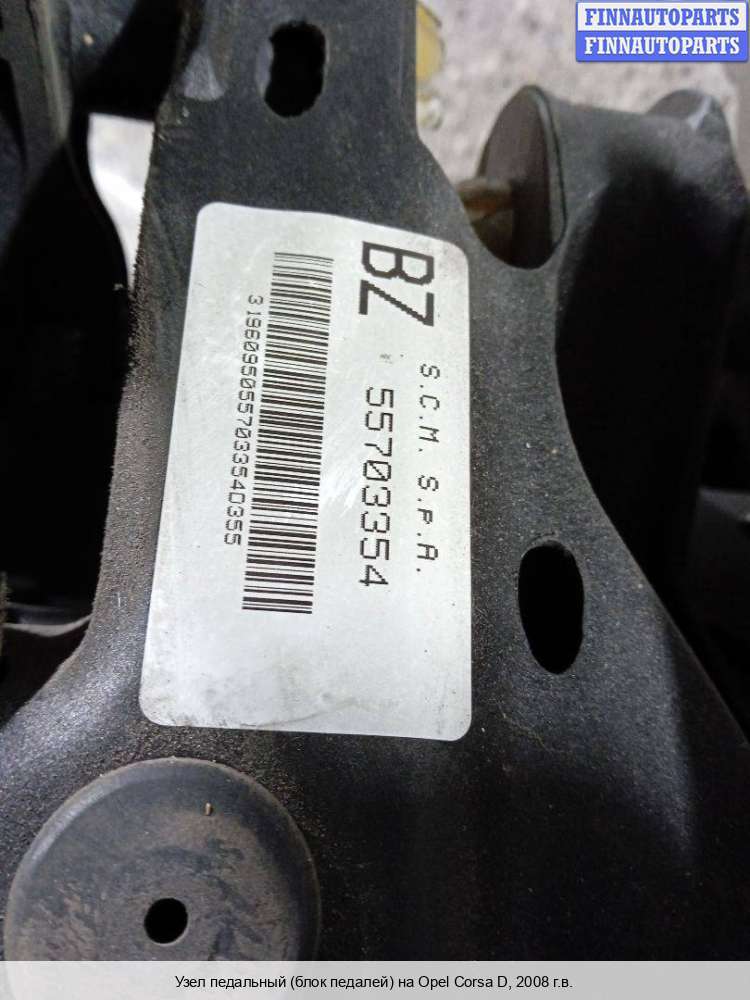 FINNAUTOPARTS
FINNAUTOPARTS
BZ
S.C.M. S.P.A.
55703354
3196095055703354D355
Узел педальный (блок педалей) на Opel Corsa D, 2008 г.в.